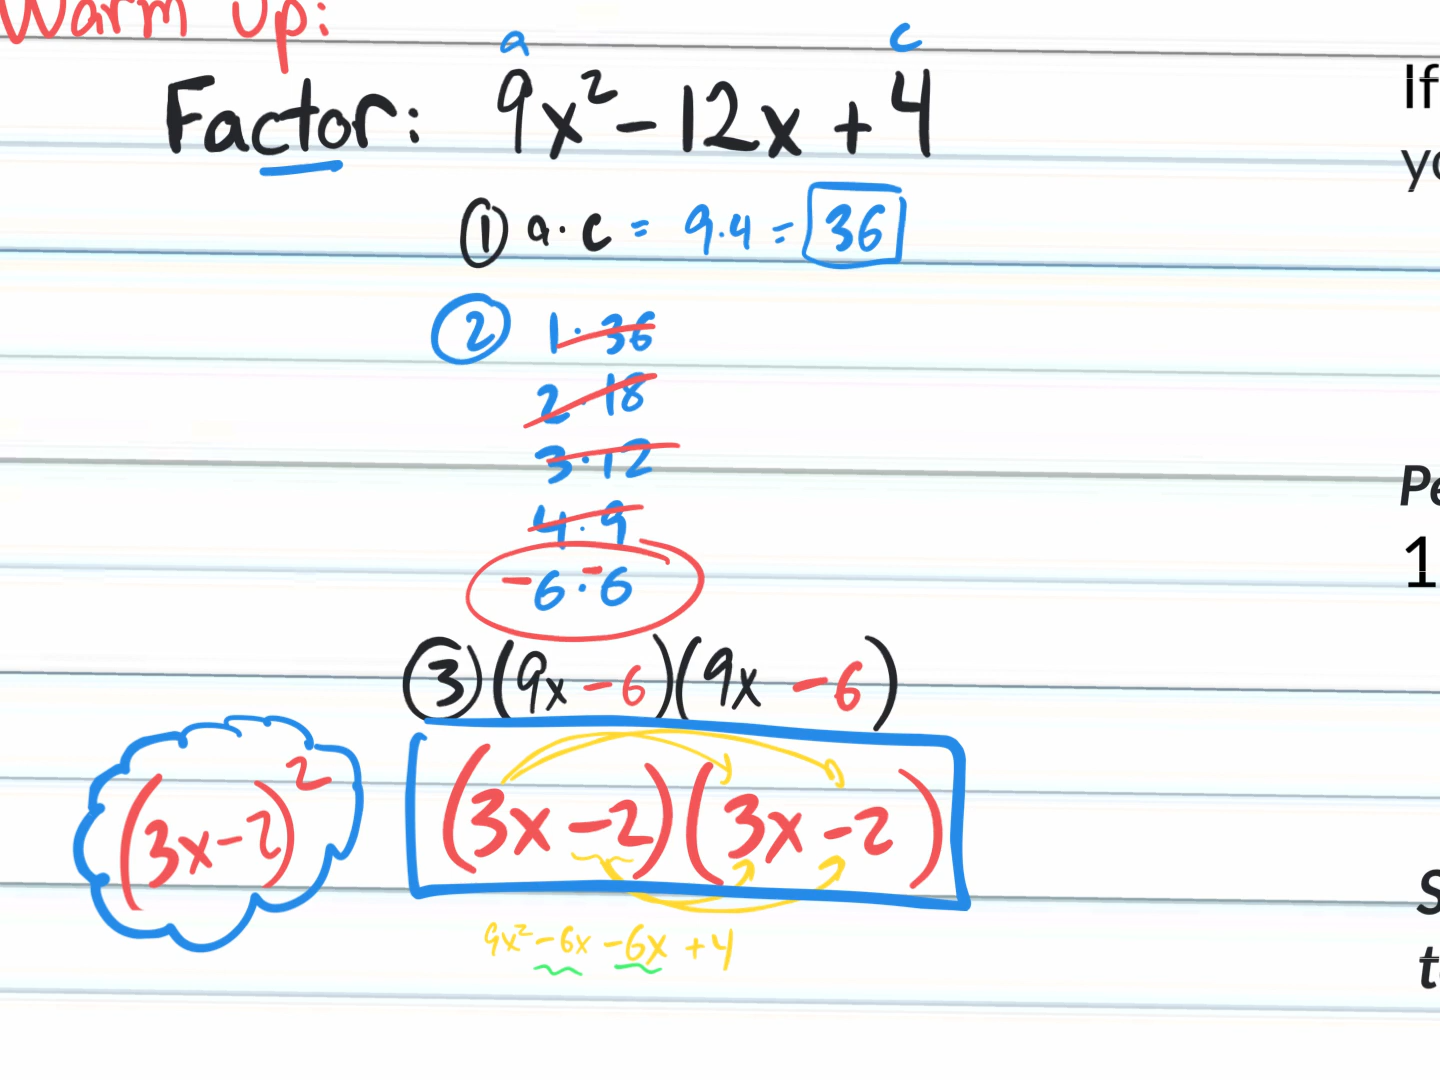 Warm Up:
a c
Factor: 9x² - 12x + 4
① a · c = 9 · 4 = 36
② 1 · 36
2 · 18
3 · 12
4 · 9
-6 · -6
③ (9x - 6)(9x - 6)
(3x - 2)(3x - 2)
(3x - 2)²
9x² - 6x - 6x + 4
If
1